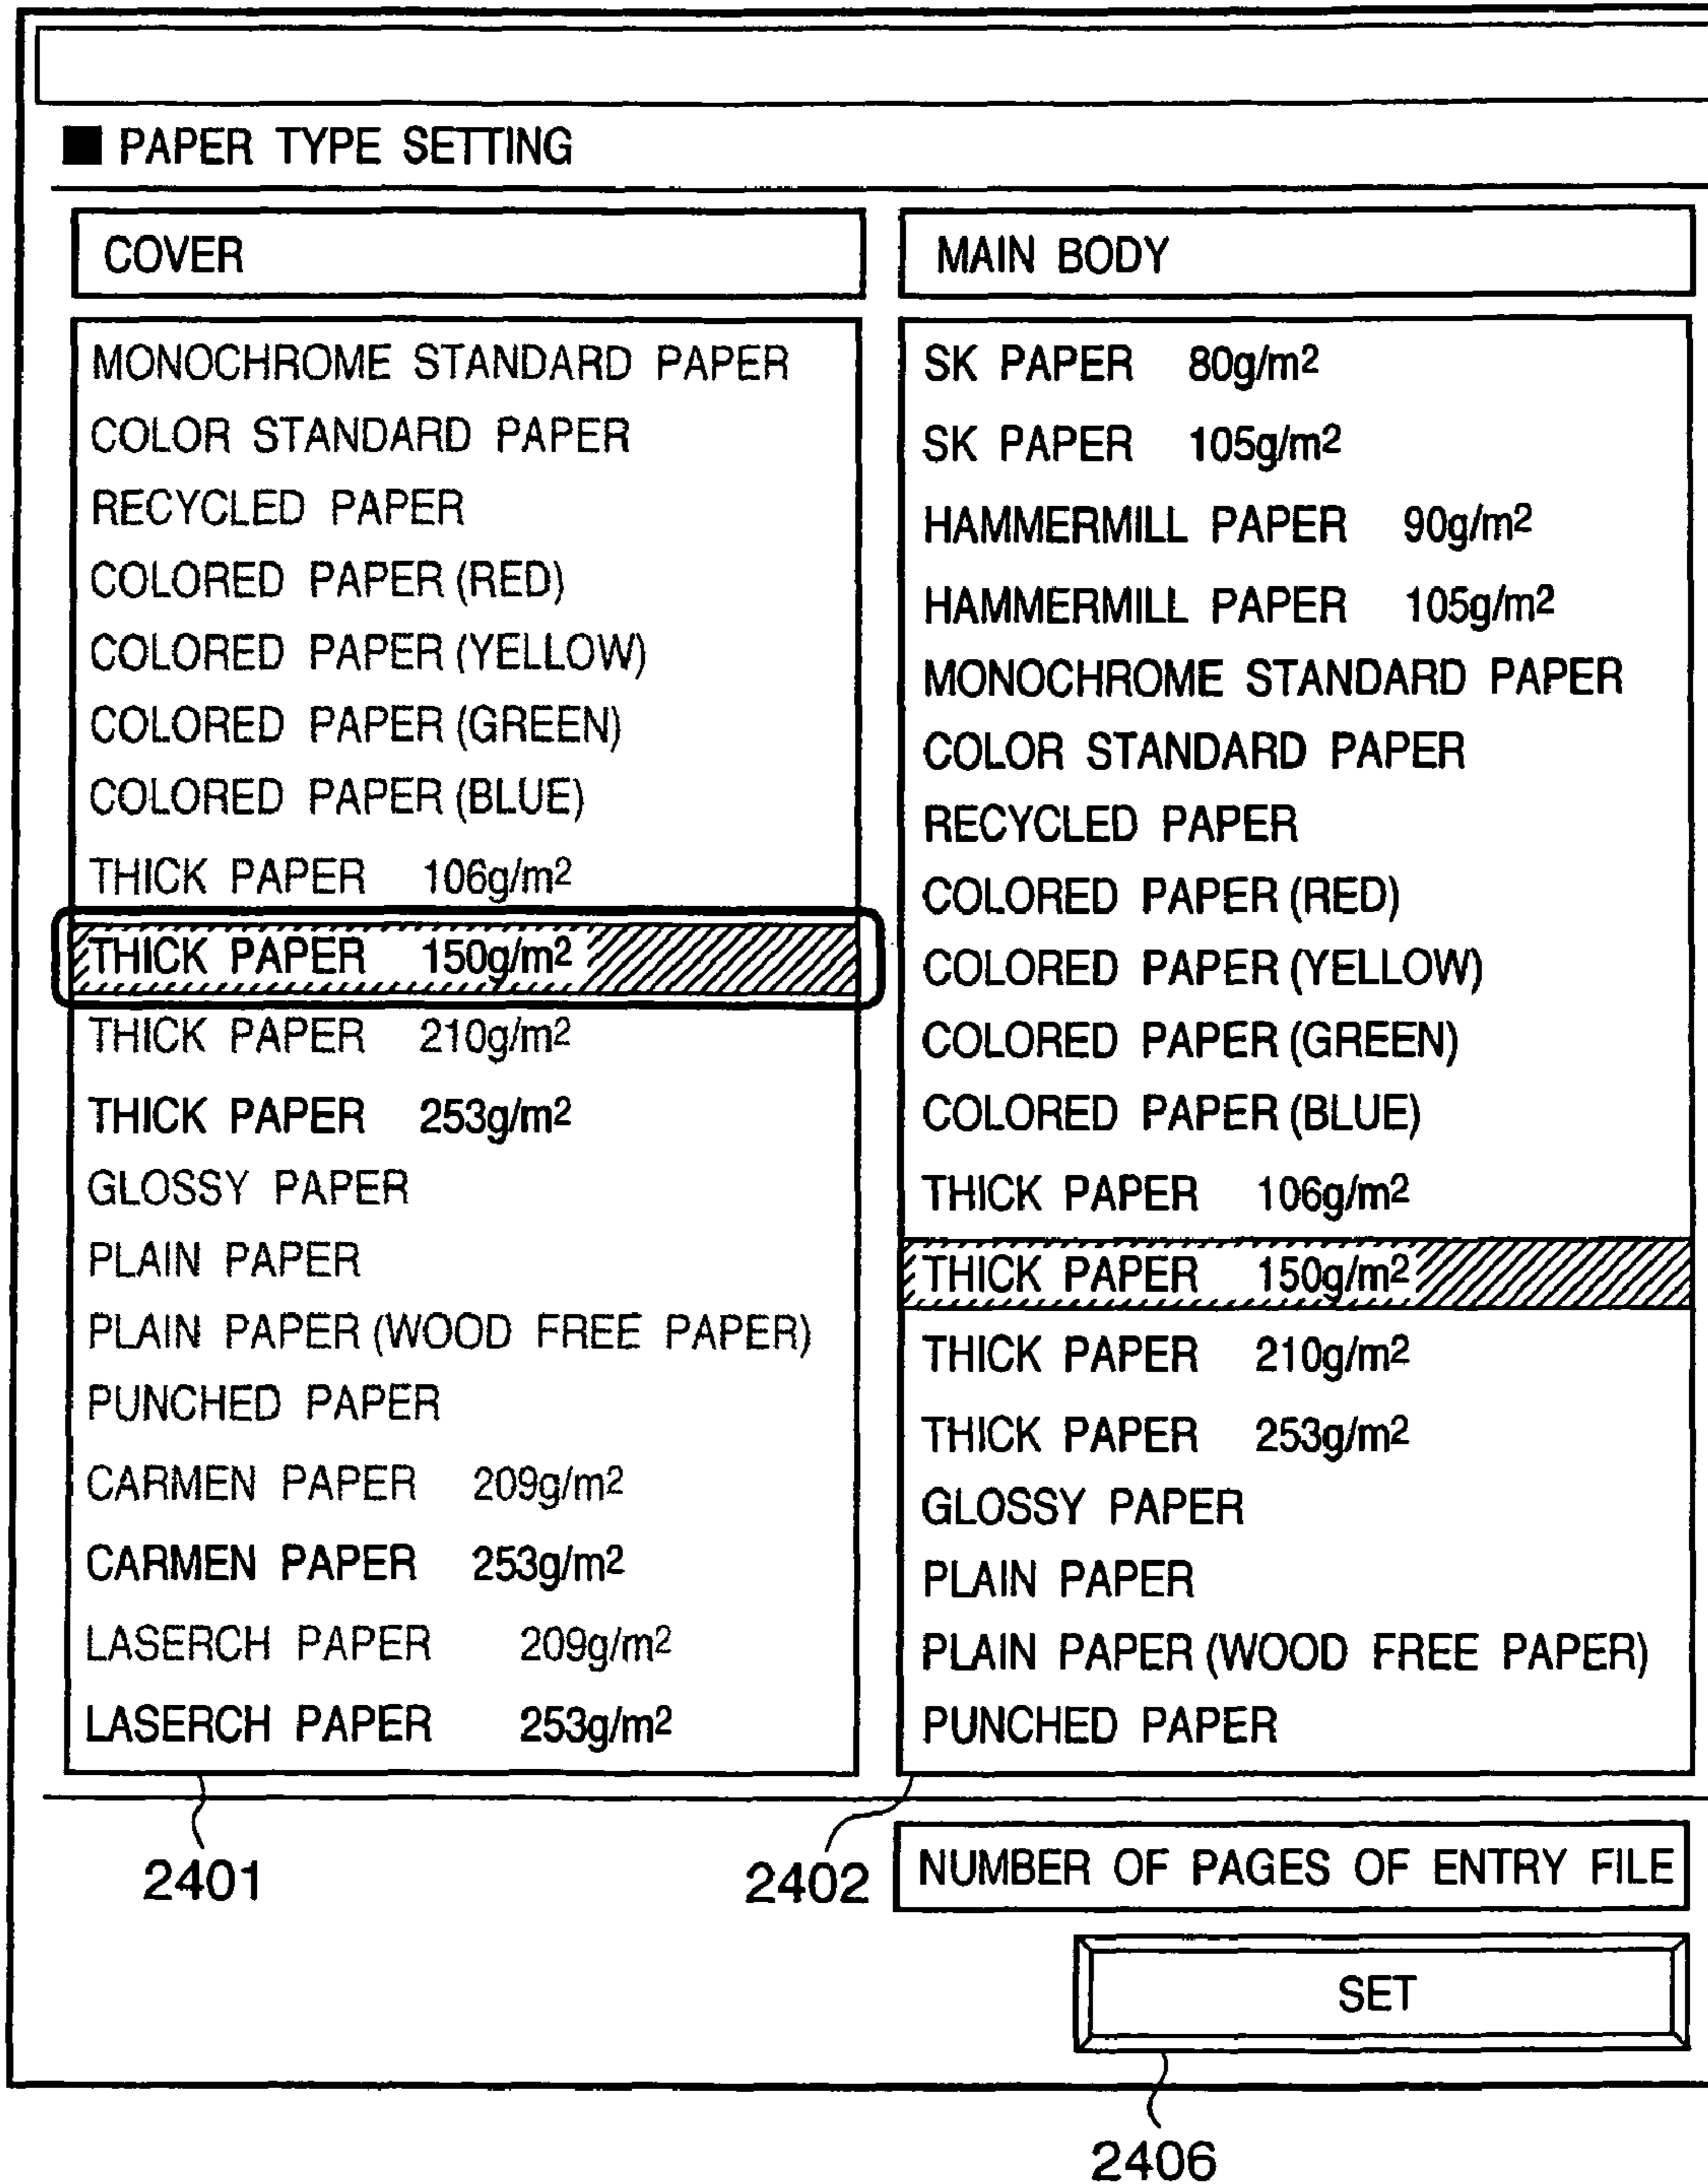 ■ PAPER TYPE SETTING
COVER
MONOCHROME STANDARD PAPER
COLOR STANDARD PAPER
RECYCLED PAPER
COLORED PAPER (RED)
COLORED PAPER (YELLOW)
COLORED PAPER (GREEN)
COLORED PAPER (BLUE)
THICK PAPER 106g/m2
THICK PAPER 150g/m2
THICK PAPER 210g/m2
THICK PAPER 253g/m2
GLOSSY PAPER
PLAIN PAPER
PLAIN PAPER (WOOD FREE PAPER)
PUNCHED PAPER
CARMEN PAPER 209g/m2
CARMEN PAPER 253g/m2
LASERCH PAPER 209g/m2
LASERCH PAPER 253g/m2
2401
MAIN BODY
SK PAPER 80g/m2
SK PAPER 105g/m2
HAMMERMILL PAPER 90g/m2
HAMMERMILL PAPER 105g/m2
MONOCHROME STANDARD PAPER
COLOR STANDARD PAPER
RECYCLED PAPER
COLORED PAPER (RED)
COLORED PAPER (YELLOW)
COLORED PAPER (GREEN)
COLORED PAPER (BLUE)
THICK PAPER 106g/m2
THICK PAPER 150g/m2
THICK PAPER 210g/m2
THICK PAPER 253g/m2
GLOSSY PAPER
PLAIN PAPER
PLAIN PAPER (WOOD FREE PAPER)
PUNCHED PAPER
2402
NUMBER OF PAGES OF ENTRY FILE
SET
2406